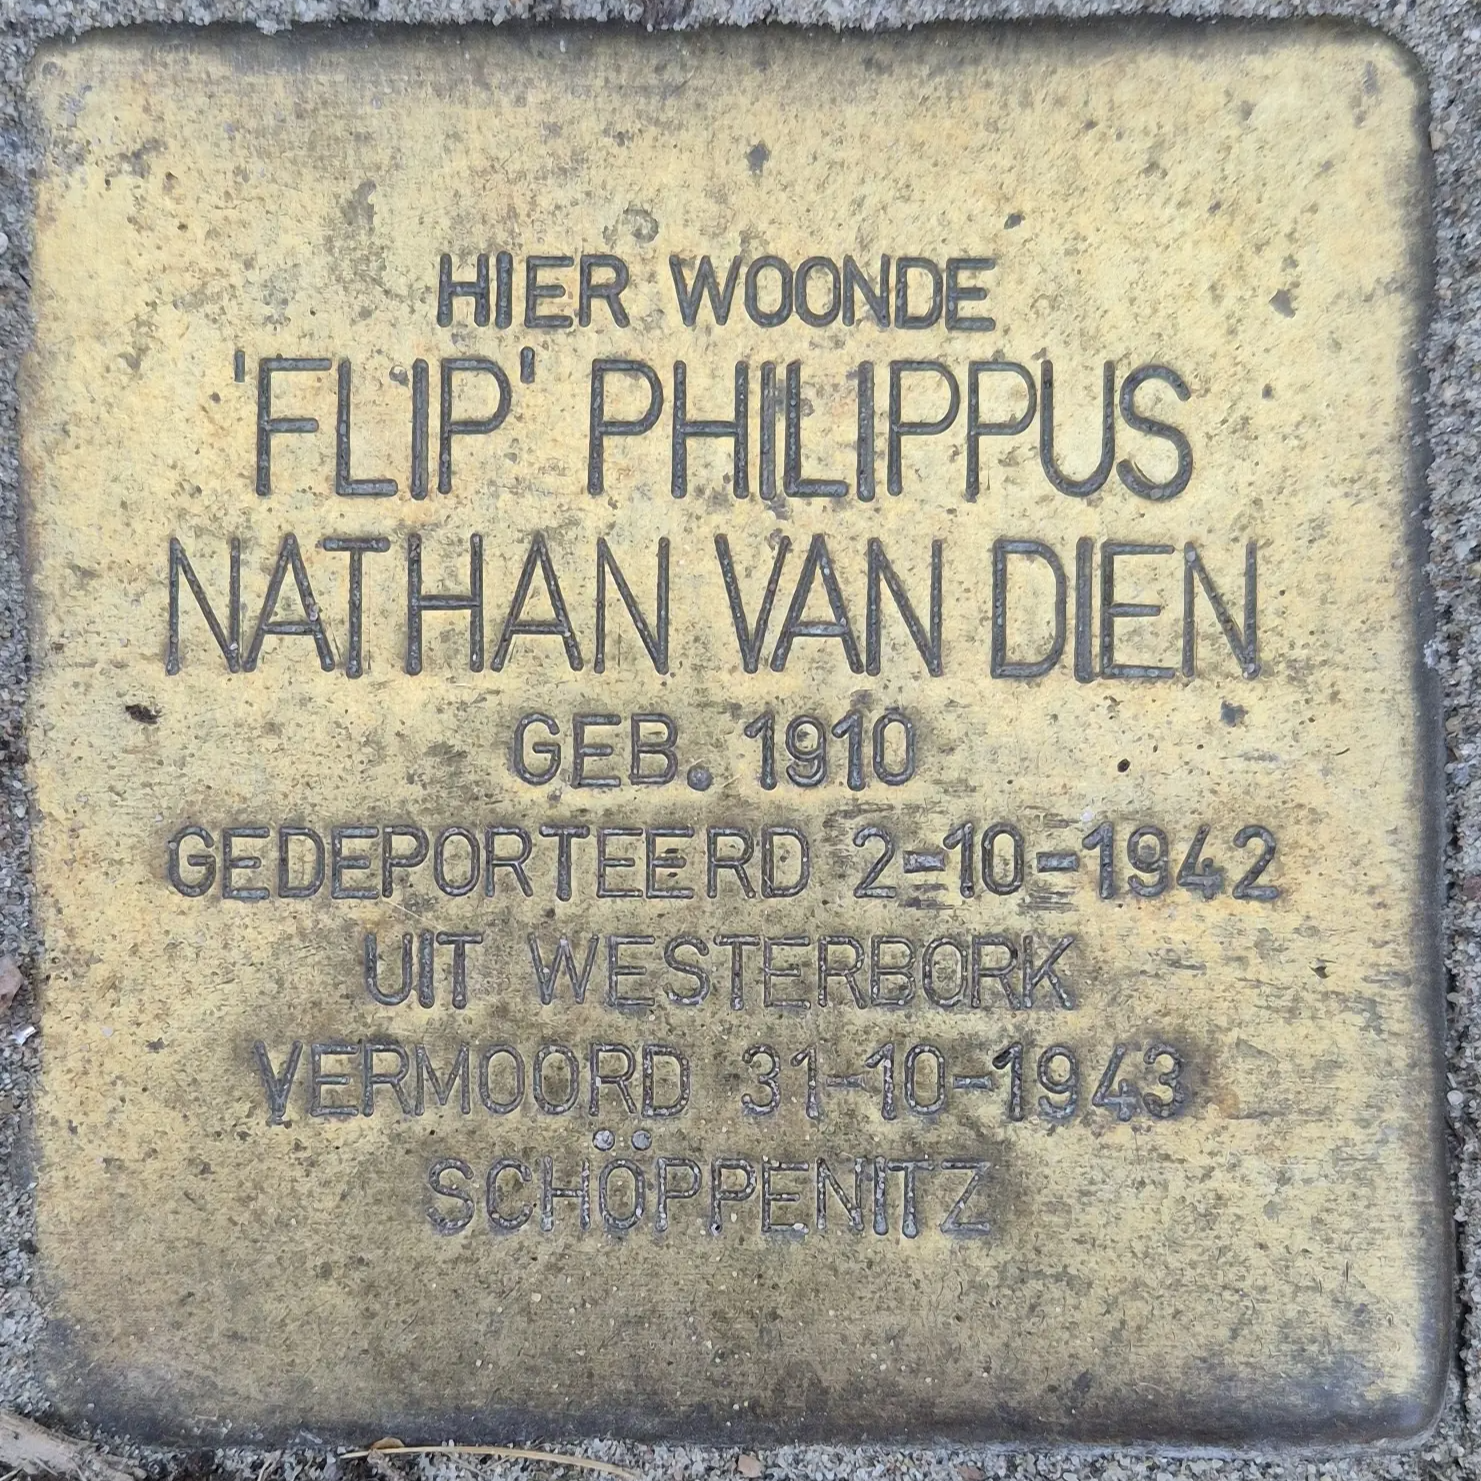 HIER WOONDE
'FLIP' PHILIPPUS
NATHAN VAN DIEN
GEB. 1910
GEDEPORTEERD 2-10-1942
UIT WESTERBORK
VERMOORD 31-10-1943
SCHÖPPENITZ